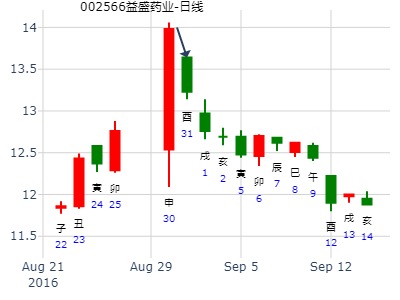 002566益盛药业-日线
14
13.5
13
12.5
12
11.5
子
22
丑
23
寅
24
卯
25
申
30
酉
31
戌
1
亥
2
寅
5
卯
6
辰
7
巳
8
午
9
酉
12
戌
13
亥
14
Aug 21
2016
Aug 29
Sep 5
Sep 12